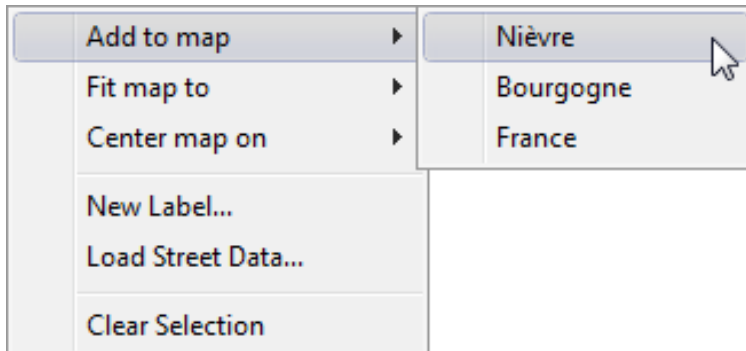 Add to map
Nièvre
Fit map to
Bourgogne
Center map on
France
New Label...
Load Street Data...
Clear Selection